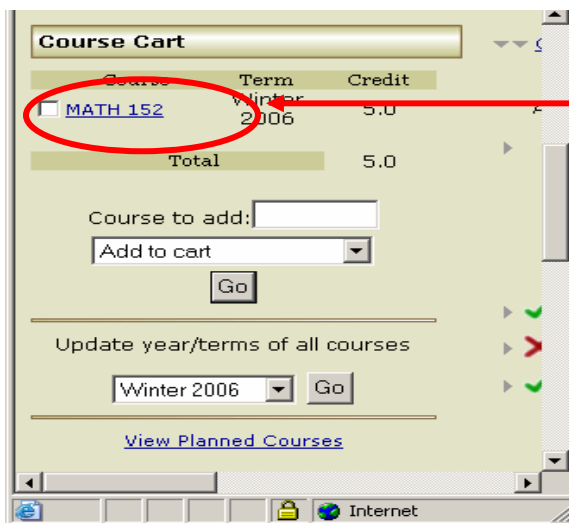 Course Cart
Course Term Credit
MATH 152 Winter 2006 5.0
Total 5.0
Course to add:
Add to cart
Go
Update year/terms of all courses
Winter 2006 Go
View Planned Courses
Internet